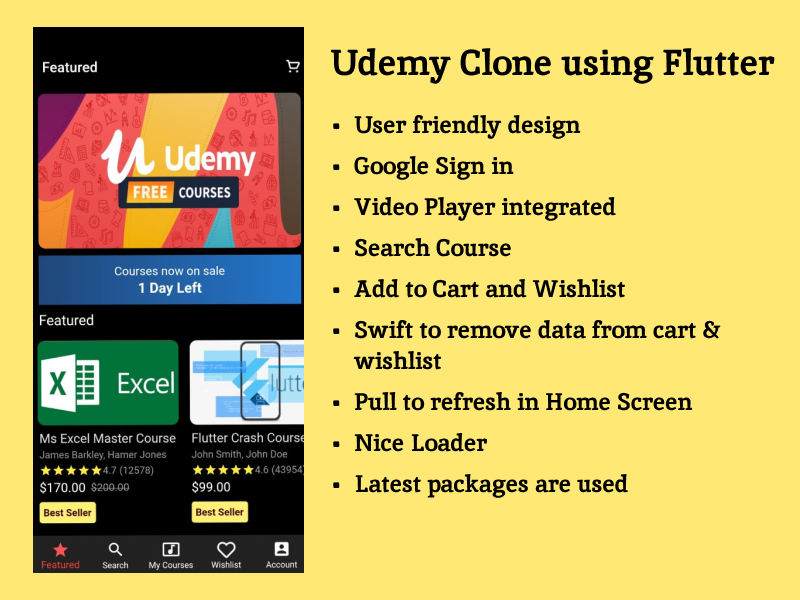 Featured
Udemy
FREE COURSES
Courses now on sale
1 Day Left
Featured
X Excel
Ms Excel Master Course
James Barkley, Hamer Jones
4.7 (12578)
$170.00 $200.00
Best Seller
lutt
Flutter Crash Course
John Smith, John Doe
4.6 (43954)
$99.00
Best Seller
Featured Search My Courses Wishlist Account
Udemy Clone using Flutter
▪ User friendly design
▪ Google Sign in
▪ Video Player integrated
▪ Search Course
▪ Add to Cart and Wishlist
▪ Swift to remove data from cart &
wishlist
▪ Pull to refresh in Home Screen
▪ Nice Loader
▪ Latest packages are used